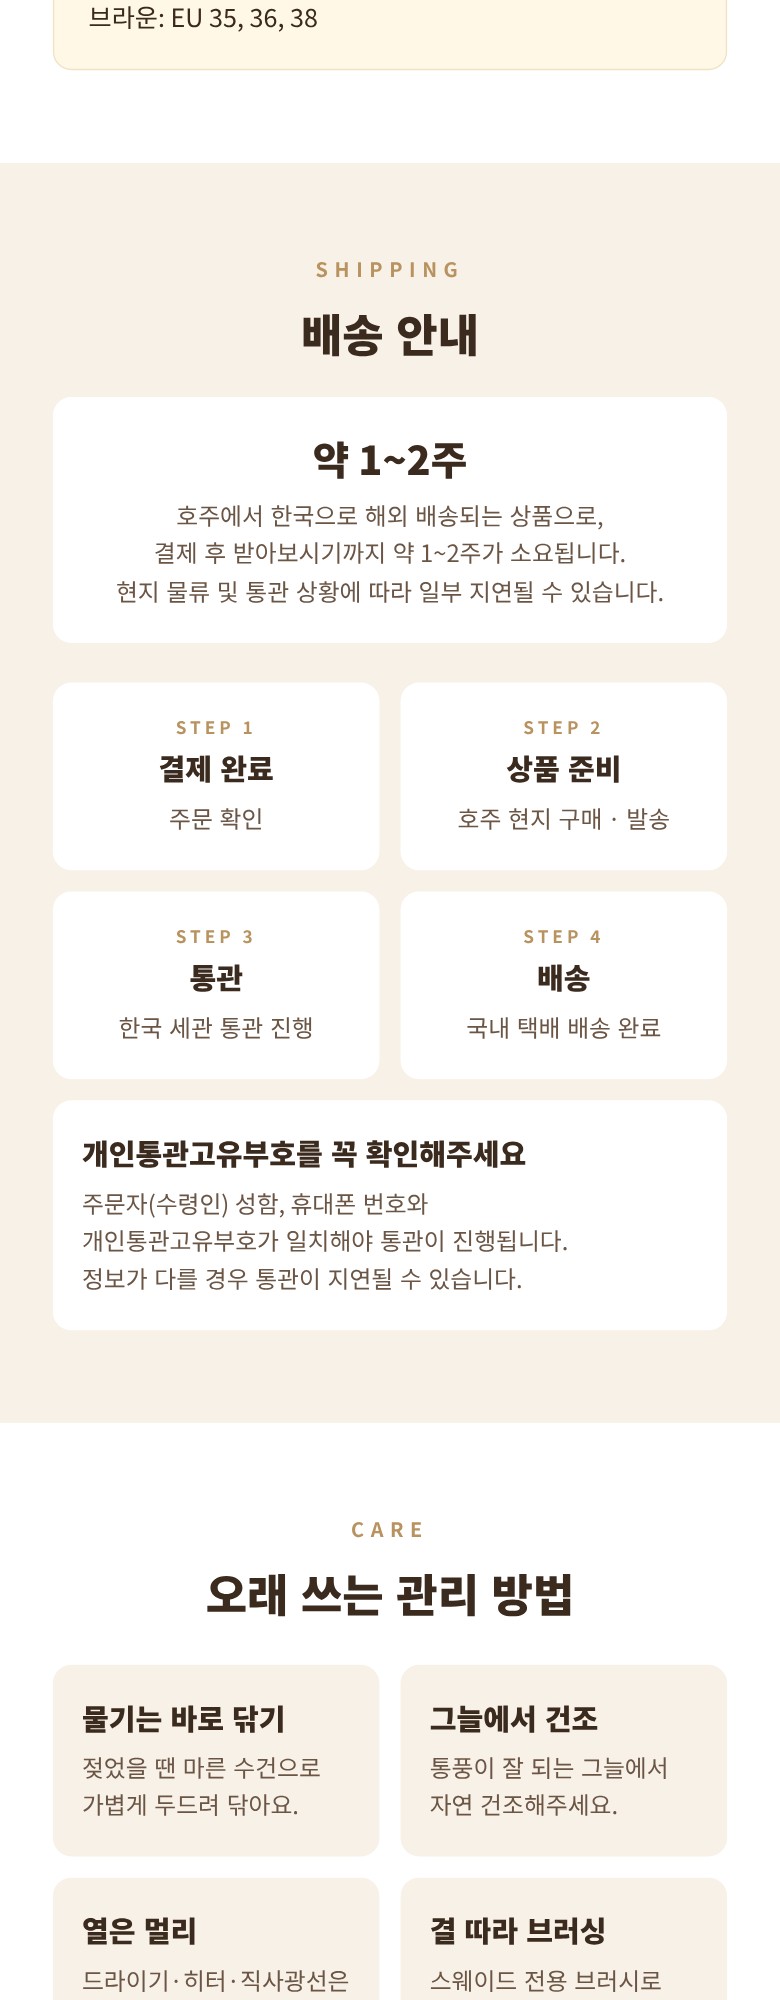 브라운: EU 35, 36, 38
SHIPPING
배송 안내
약 1~2주
호주에서 한국으로 해외 배송되는 상품으로,
결제 후 받아보시기까지 약 1~2주가 소요됩니다.
현지 물류 및 통관 상황에 따라 일부 지연될 수 있습니다.
STEP 1
결제 완료
주문 확인
STEP 2
상품 준비
호주 현지 구매 · 발송
STEP 3
통관
한국 세관 통관 진행
STEP 4
배송
국내 택배 배송 완료
개인통관고유부호를 꼭 확인해주세요
주문자(수령인) 성함, 휴대폰 번호와
개인통관고유부호가 일치해야 통관이 진행됩니다.
정보가 다를 경우 통관이 지연될 수 있습니다.
CARE
오래 쓰는 관리 방법
물기는 바로 닦기
젖었을 땐 마른 수건으로
가볍게 두드려 닦아요.
그늘에서 건조
통풍이 잘 되는 그늘에서
자연 건조해주세요.
열은 멀리
드라이기·히터·직사광선은
결 따라 브러싱
스웨이드 전용 브러시로